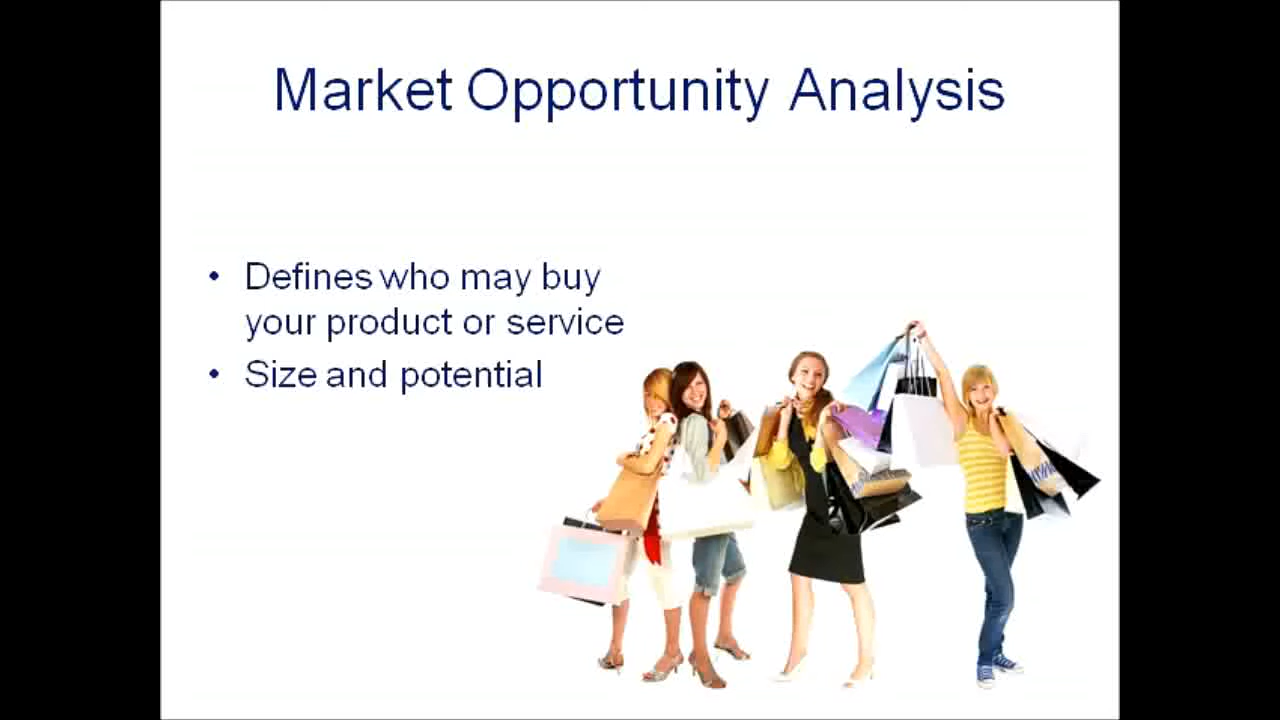 Market Opportunity Analysis
• Defines who may buy
your product or service
• Size and potential